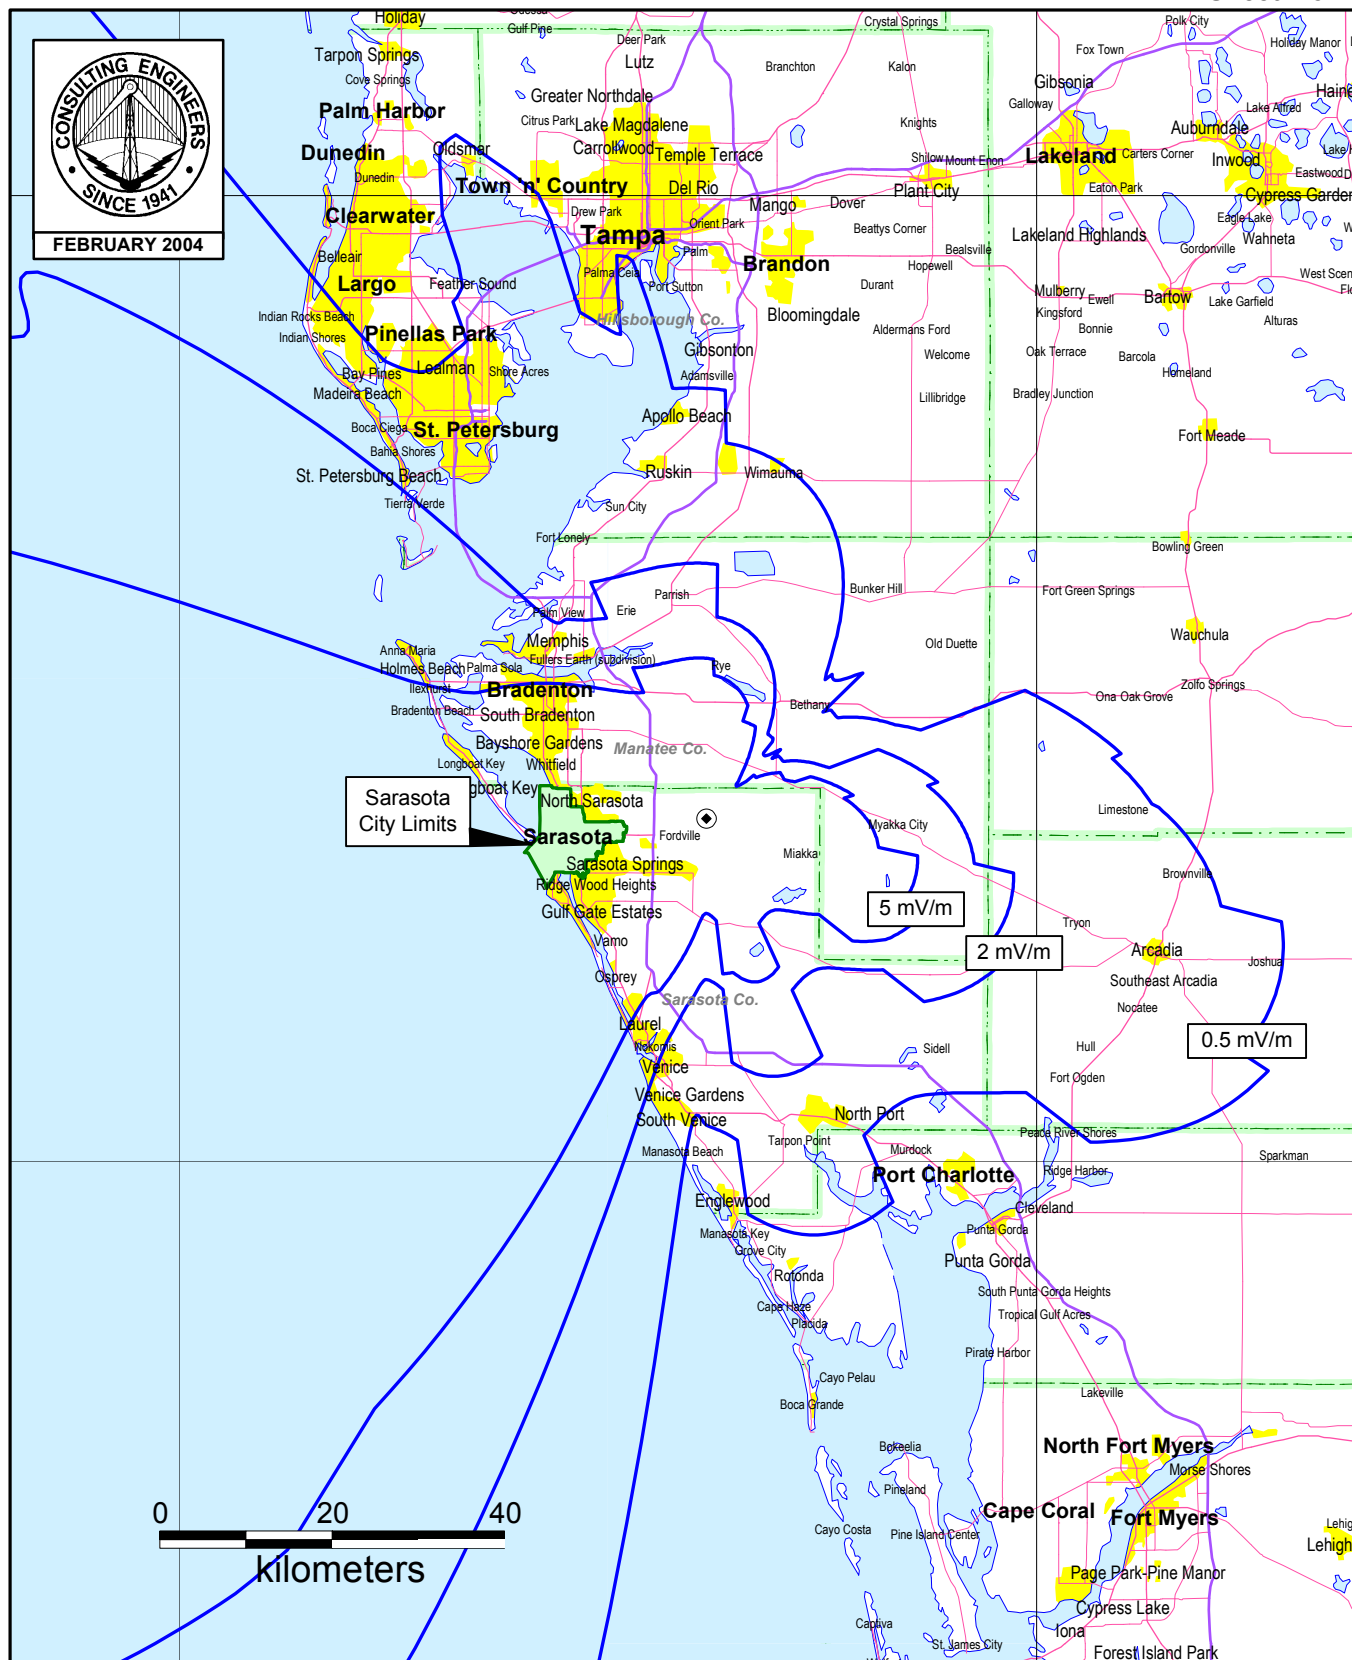 Holiday
Gulf Pine
Crystal Springs
Polk City
Tarpon Springs
Deer Park
Lutz
Fox Town
Holiday Manor
Cove Springs
Branchton
Kalon
Gibsonia
CONSULTING ENGINEERS
SINCE 1941
FEBRUARY 2004
Palm Harbor
Greater Northdale
Galloway
Lake Alfred
Citrus Park
Lake Magdalene
Knights
Auburndale
Dunedin
Oldsmar
Carrollwood
Temple Terrace
Shilow
Mount Enon
Lakeland
Carters Corner
Inwood
Eastwood
Dunedin
Town 'n' Country
Del Rio
Plant City
Eaton Park
Clearwater
Drew Park
Orient Park
Mango
Dover
Eagle Lake
Tampa
Beattys Corner
Lakeland Highlands
Wahneta
Belleair
Palm
Bealsville
Gordonville
Brandon
Hopewell
Largo
Feather Sound
Palma Ceia
Port Sutton
Durant
Mulberry
Ewell
Bartow
Lake Garfield
Indian Rocks Beach
Hillsborough Co.
Bloomingdale
Kingsford
Alturas
Indian Shores
Pinellas Park
Aldermans Ford
Bonnie
Gibsonton
Welcome
Oak Terrace
Barcola
Bay Pines
Lealman
Shore Acres
Adamsville
Homeland
Madeira Beach
Lillibridge
Bradley Junction
Apollo Beach
Boca Ciega
St. Petersburg
Fort Meade
Bahia Shores
St. Petersburg Beach
Ruskin
Wimauma
Tierra Verde
Sun City
Fort Lonely
Bowling Green
Bunker Hill
Fort Green Springs
Parrish
Palm View
Erie
Memphis
Old Duette
Wauchula
Anna Maria
Fullers Earth (subdivision)
Holmes Beach
Palma Sola
Rye
Zolfo Springs
Ilexhurst
Bradenton
Ona Oak Grove
Bethany
Bradenton Beach
South Bradenton
Bayshore Gardens
Manatee Co.
Longboat Key
Whitfield
gboat Key
North Sarasota
Sarasota
City Limits
Limestone
Myakka City
Sarasota
Fordville
Miakka
Sarasota Springs
Brownville
Ridge Wood Heights
5 mV/m
Gulf Gate Estates
Tryon
Vamo
2 mV/m
Arcadia
Joshua
Osprey
Southeast Arcadia
Sarasota Co.
Nocatee
Laurel
0.5 mV/m
Nokomis
Sidell
Hull
Venice
Fort Ogden
Venice Gardens
North Port
South Venice
Peace River Shores
Tarpon Point
Manasota Beach
Murdock
Sparkman
Port Charlotte
Ridge Harbor
Englewood
Cleveland
Manasota Key
Punta Gorda
Grove City
Punta Gorda
Rotonda
South Punta Gorda Heights
Cape Haze
Tropical Gulf Acres
Placida
Pirate Harbor
Cayo Pelau
Lakeville
Boca Grande
Bokeelia
North Fort Myers
Morse Shores
Pineland
0 20 40
Cape Coral
Fort Myers
Cayo Costa
Pine Island Center
kilometers
Page Park-Pine Manor
Cypress Lake
Captiva
Iona
St. James City
Forest Island Park